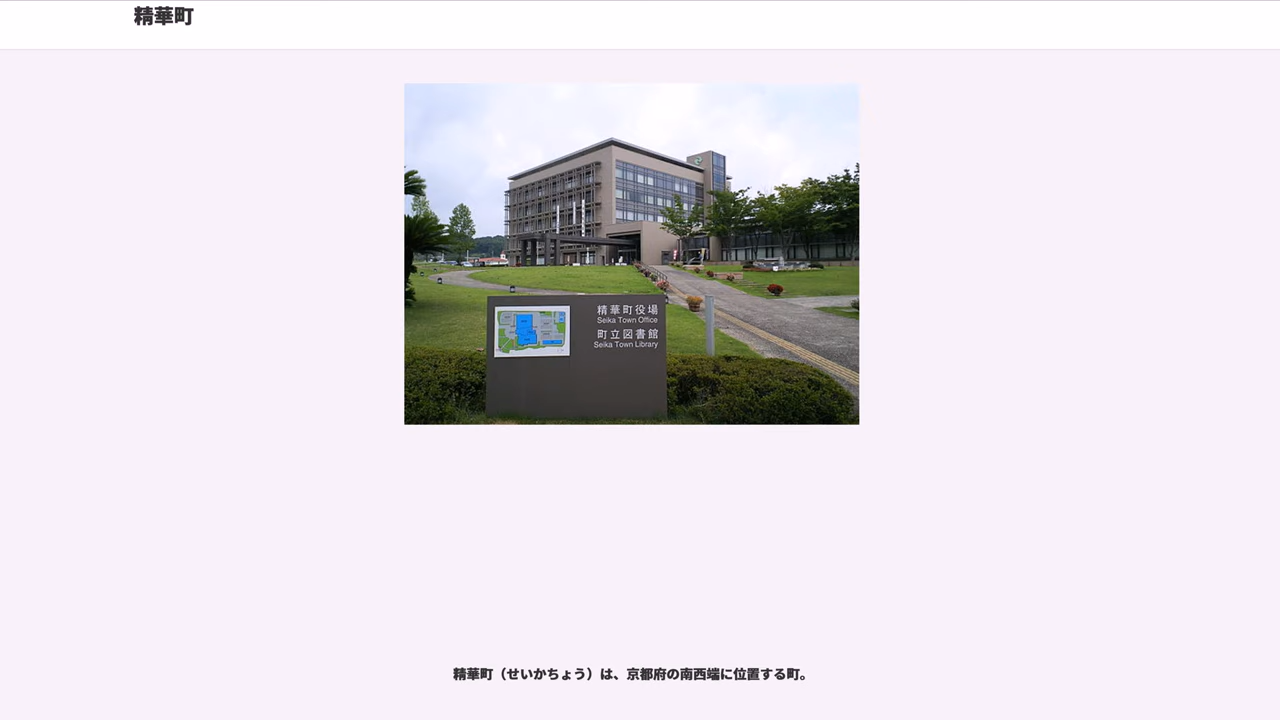 精華町
精華町役場
Seika Town Office
町立図書館
Seika Town Library
精華町（せいかちょう）は、京都府の南西端に位置する町。